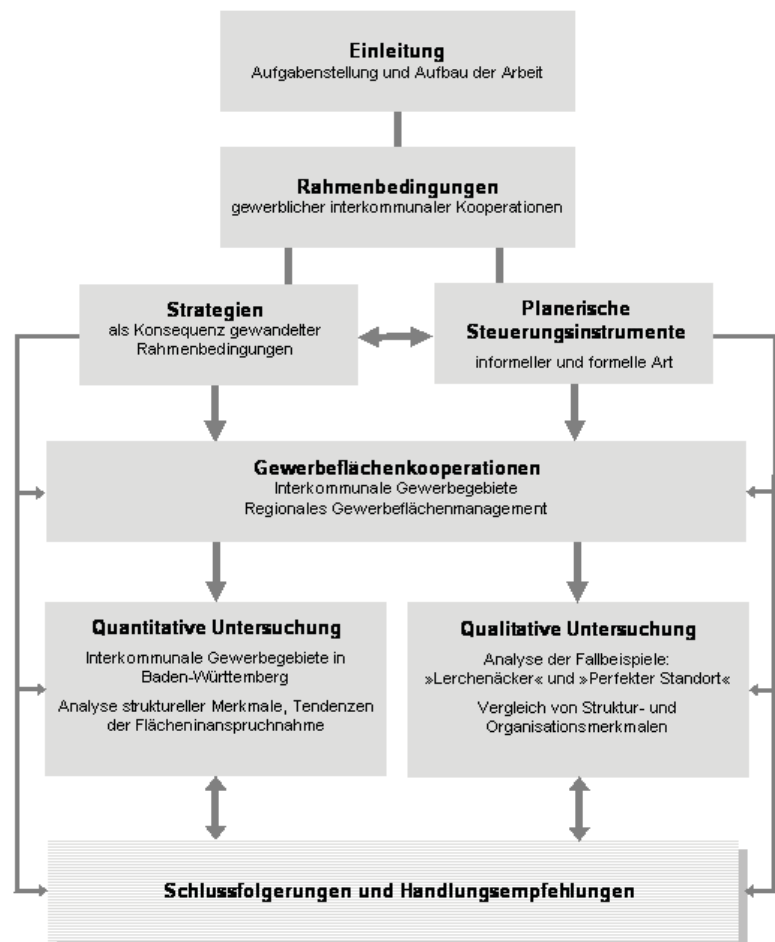 Einleitung
Aufgabenstellung und Aufbau der Arbeit
Rahmenbedingungen
gewerblicher interkommunaler Kooperationen
Strategien
als Konsequenz gewandelter
Rahmenbedingungen
Planerische
Steuerungsinstrumente
informeller und formelle Art
Gewerbeflächenkooperationen
Interkommunale Gewerbegebiete
Regionales Gewerbeflächenmanagement
Quantitative Untersuchung
Interkommunale Gewerbegebiete in
Baden-Württemberg
Analyse struktureller Merkmale, Tendenzen
der Flächeninanspruchnahme
Qualitative Untersuchung
Analyse der Fallbeispiele:
»Lerchenäcker« und »Perfekter Standort«
Vergleich von Struktur- und
Organisationsmerkmalen
Schlussfolgerungen und Handlungsempfehlungen